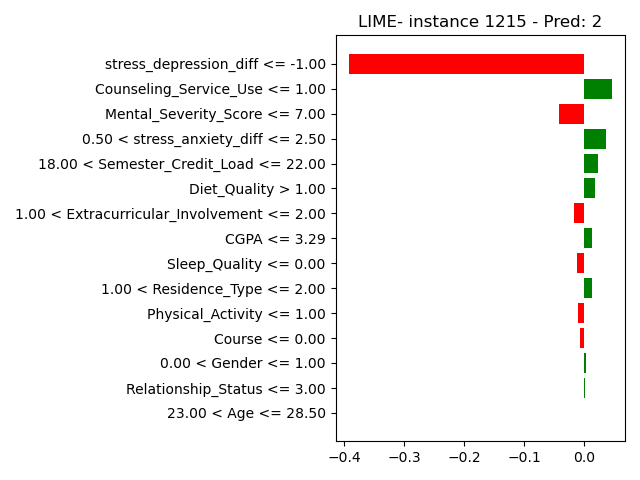 LIME- instance 1215 - Pred: 2
stress_depression_diff <= -1.00
Counseling_Service_Use <= 1.00
Mental_Severity_Score <= 7.00
0.50 < stress_anxiety_diff <= 2.50
18.00 < Semester_Credit_Load <= 22.00
Diet_Quality > 1.00
1.00 < Extracurricular_Involvement <= 2.00
CGPA <= 3.29
Sleep_Quality <= 0.00
1.00 < Residence_Type <= 2.00
Physical_Activity <= 1.00
Course <= 0.00
0.00 < Gender <= 1.00
Relationship_Status <= 3.00
23.00 < Age <= 28.50
−0.4 −0.3 −0.2 −0.1 0.0